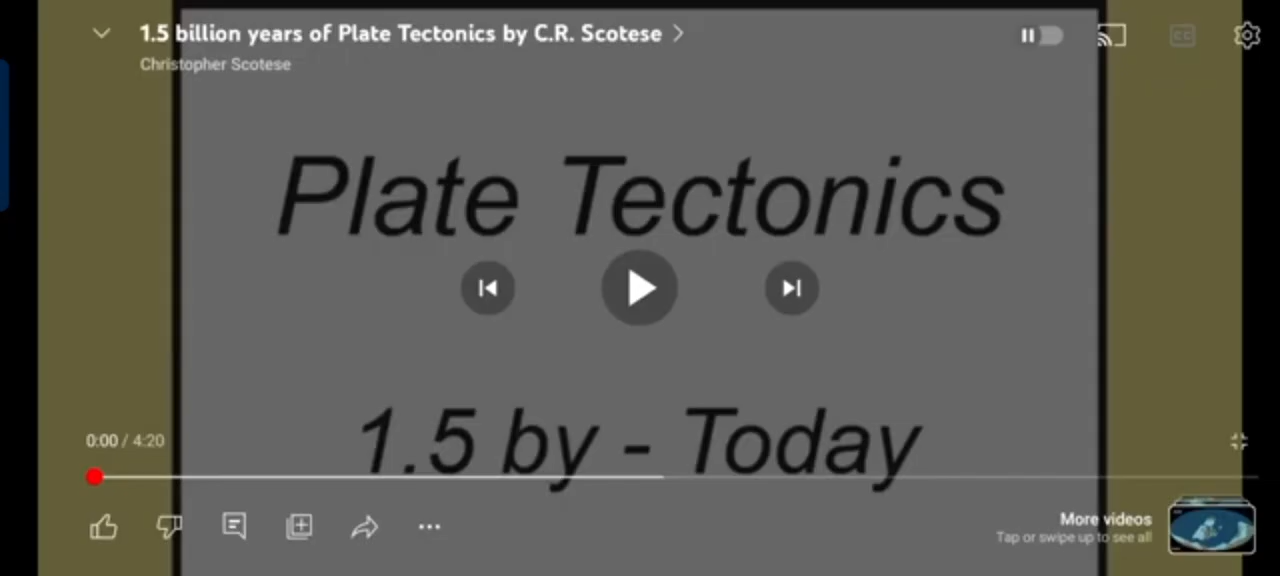 1.5 billion years of Plate Tectonics by C.R. Scotese
Christopher Scotese
CC
Plate Tectonics
1.5 by - Today
0:00 / 4:20
More videos
Tap or swipe up to see all